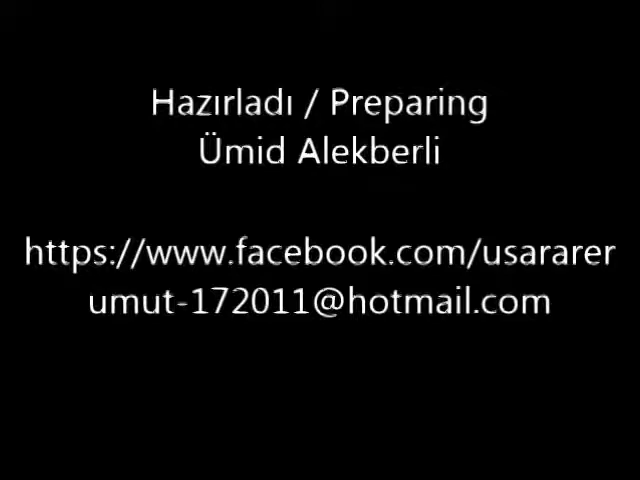 Hazırladı / Preparing
Ümid Alekberli
https://www.facebook.com/usararer
umut-172011@hotmail.com